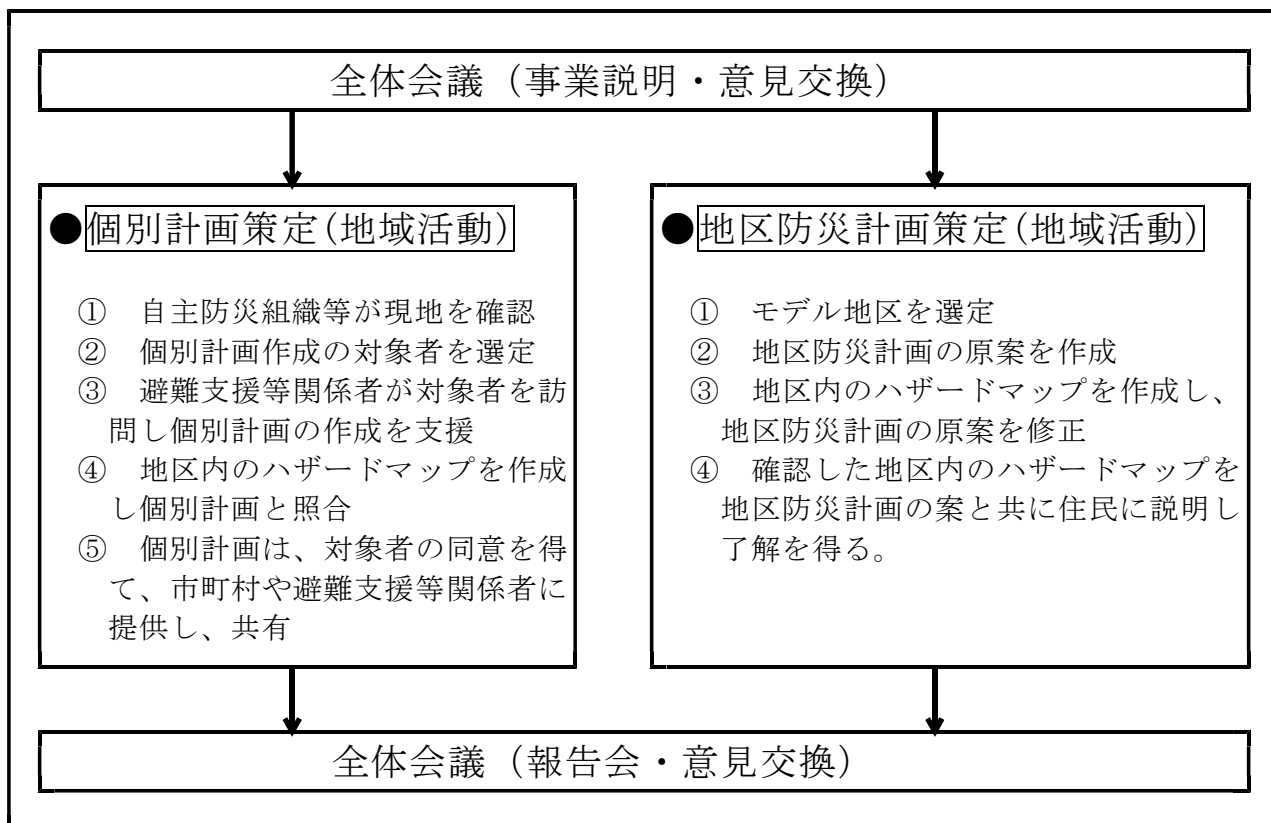 全体会議（事業説明・意見交換）
●個別計画策定(地域活動)
① 自主防災組織等が現地を確認
② 個別計画作成の対象者を選定
③ 避難支援等関係者が対象者を訪
問し個別計画の作成を支援
④ 地区内のハザードマップを作成
し個別計画と照合
⑤ 個別計画は、対象者の同意を得
て、市町村や避難支援等関係者に
提供し、共有
●地区防災計画策定(地域活動)
① モデル地区を選定
② 地区防災計画の原案を作成
③ 地区内のハザードマップを作成し、
地区防災計画の原案を修正
④ 確認した地区内のハザードマップを
地区防災計画の案と共に住民に説明し
了解を得る。
全体会議（報告会・意見交換）